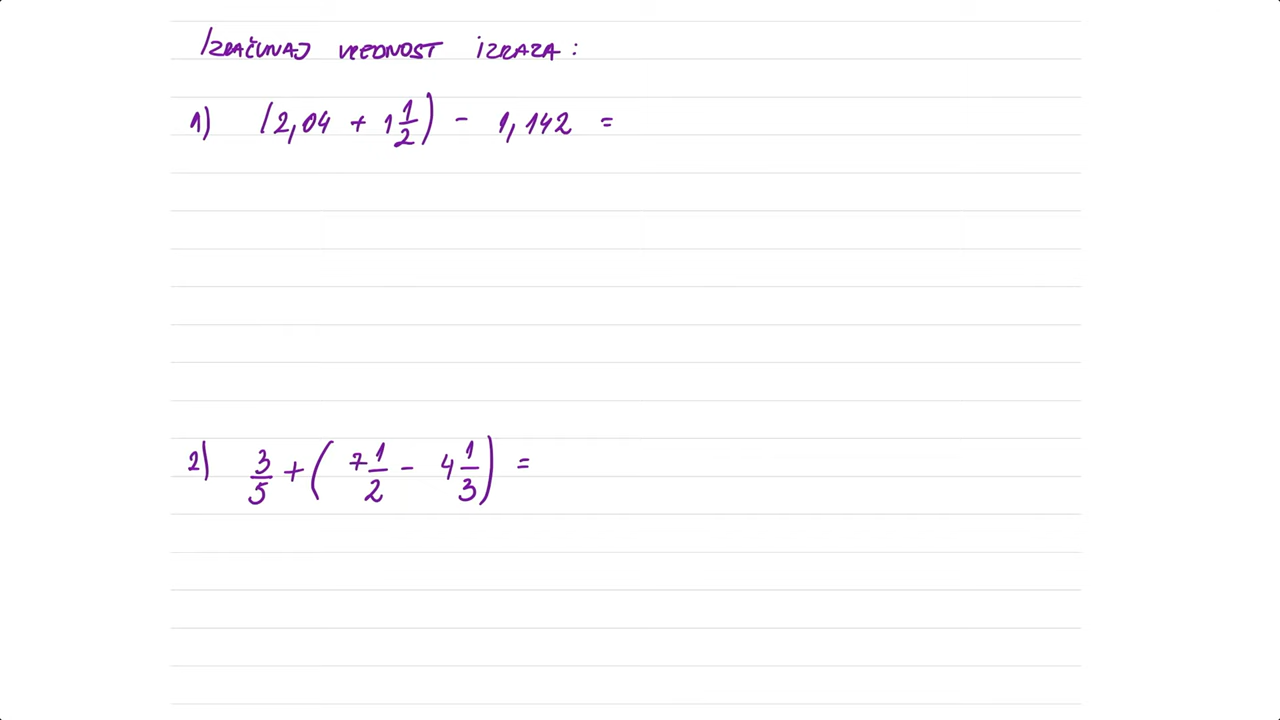 IZRAČUNAJ VREDNOST IZRAZA:
1) (2,04 + 1 1/2) - 1,142 =
2) 3/5 + (7 1/2 - 4 1/3) =